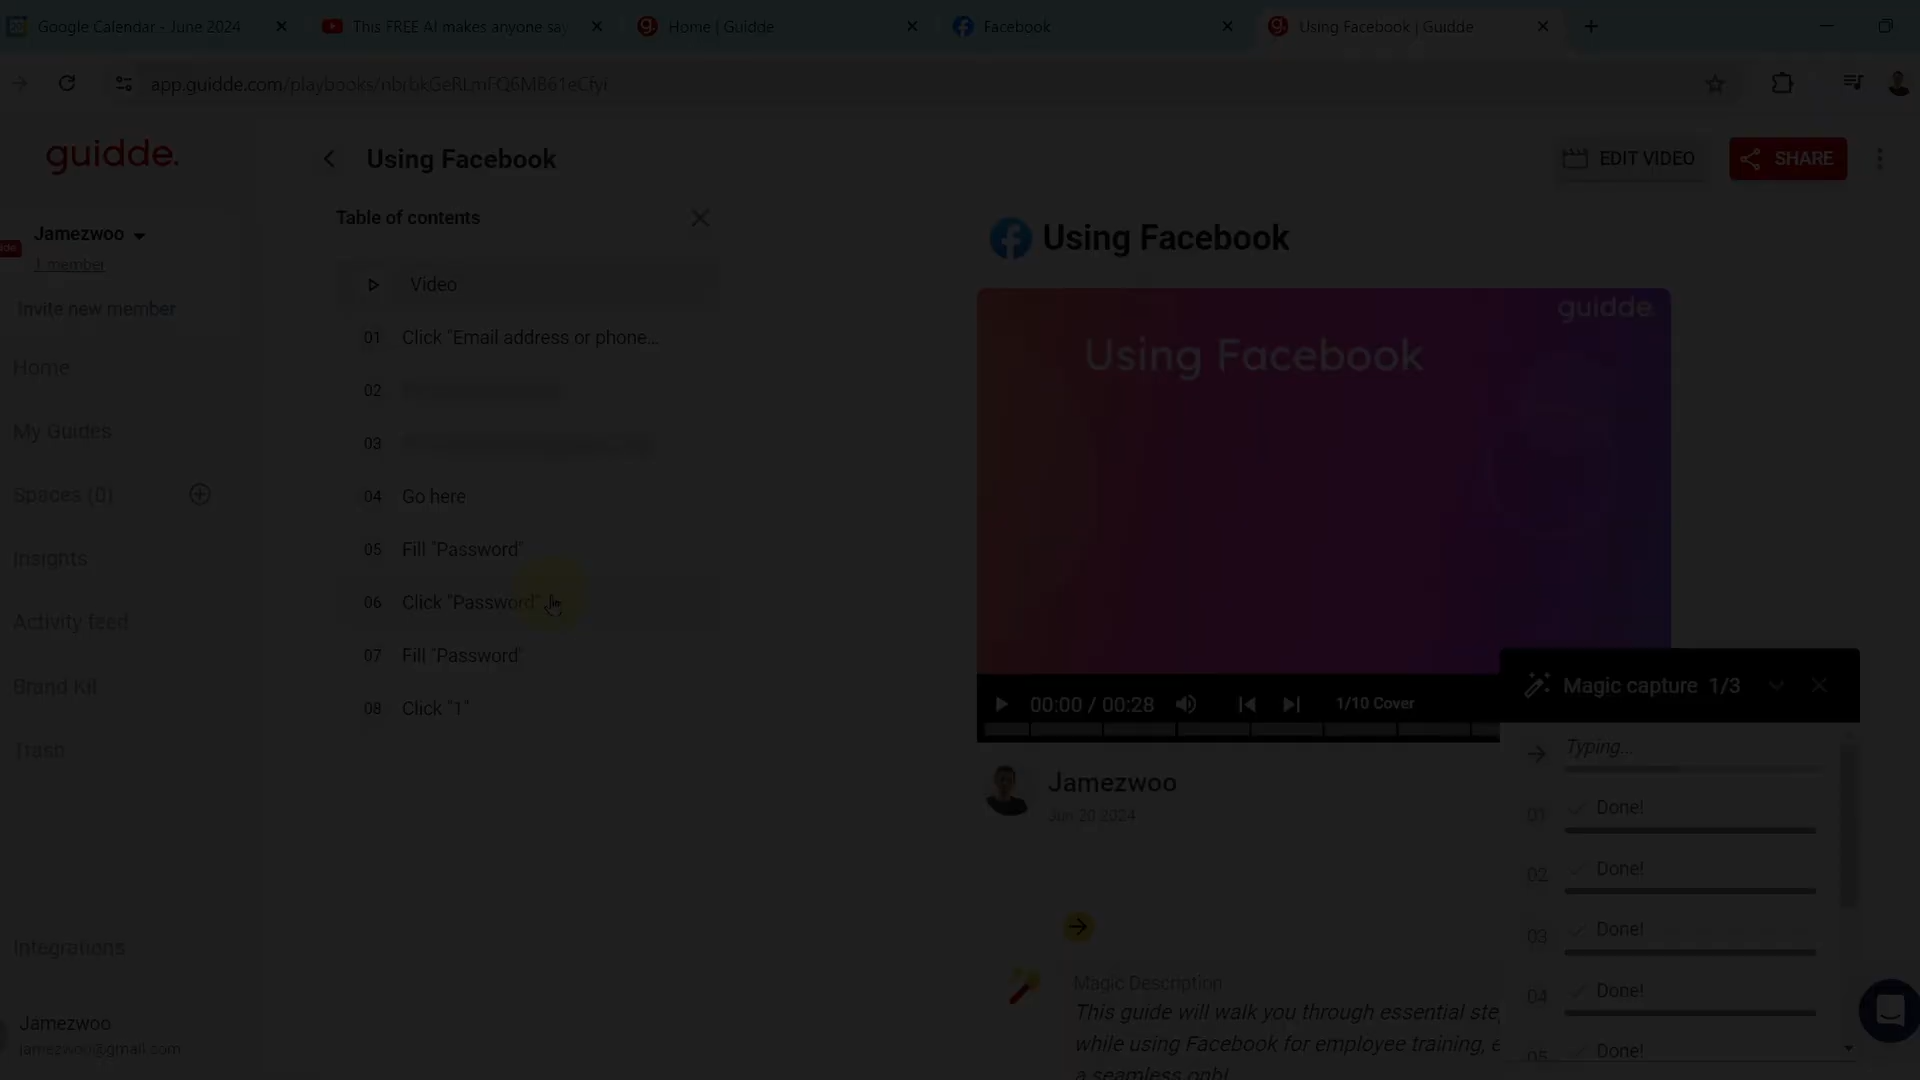 Google Calendar - June 2024
This FREE AI makes anyone say
Home | Guidde
Facebook
Using Facebook | Guidde
guidde.
Jamezwoo
1 member
Invite new member
Home
My Guides
Spaces (0)
Insights
Activity feed
Brand Kit
Trash
Integrations
Jamezwoo
jamezwoo@gmail.com
Using Facebook
Table of contents
Video
01 Click "Email address or phone...
02
03
04 Go here
05 Fill "Password"
06 Click "Password"
07 Fill "Password"
08 Click "1"
EDIT VIDEO
SHARE
Using Facebook
guidde.
Using Facebook
00:00 / 00:28
1/10 Cover
Jamezwoo
Jun 20 2024
Magic Description
This guide will walk you through essential ste
while using Facebook for employee training, e
a seamless onb
Magic capture 1/3
Typing...
01 Done!
02 Done!
03 Done!
04 Done!
05 Done!